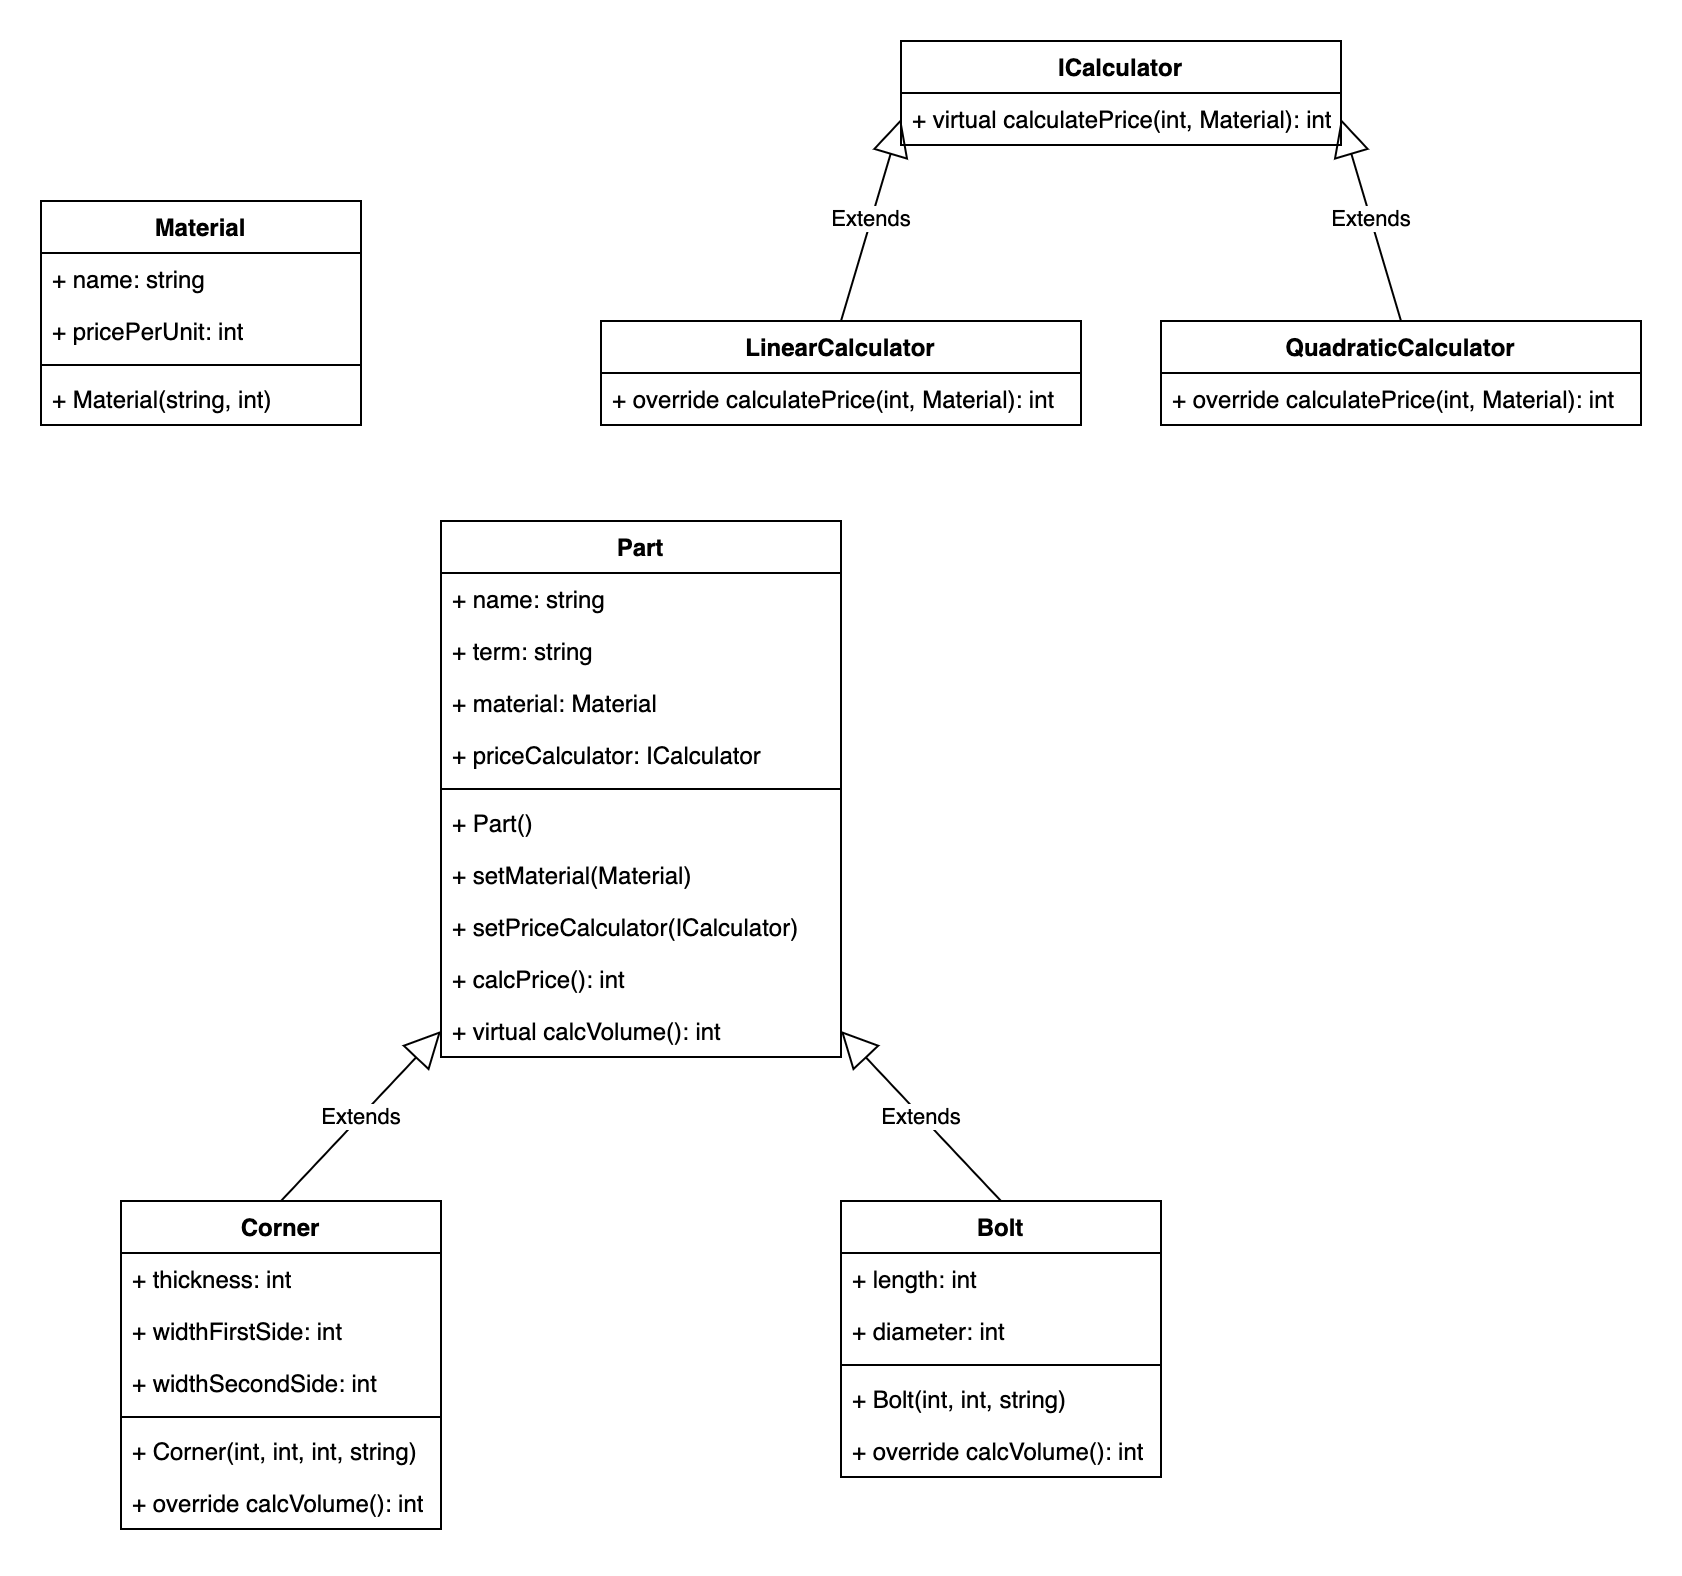 ICalculator
+ virtual calculatePrice(int, Material): int
Extends
Extends
Material
+ name: string
+ pricePerUnit: int
+ Material(string, int)
LinearCalculator
+ override calculatePrice(int, Material): int
QuadraticCalculator
+ override calculatePrice(int, Material): int
Part
+ name: string
+ term: string
+ material: Material
+ priceCalculator: ICalculator
+ Part()
+ setMaterial(Material)
+ setPriceCalculator(ICalculator)
+ calcPrice(): int
+ virtual calcVolume(): int
Extends
Extends
Corner
+ thickness: int
+ widthFirstSide: int
+ widthSecondSide: int
+ Corner(int, int, int, string)
+ override calcVolume(): int
Bolt
+ length: int
+ diameter: int
+ Bolt(int, int, string)
+ override calcVolume(): int